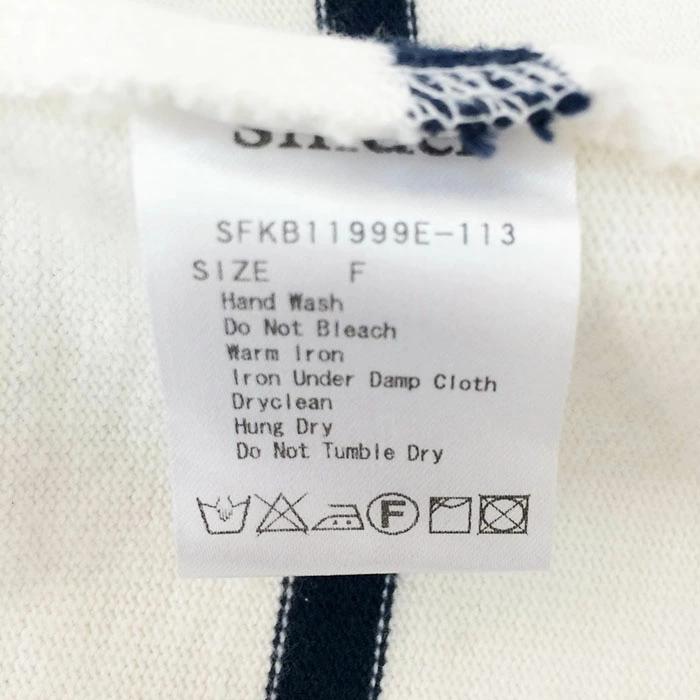 SFKB11999E-113
SIZE F
Hand Wash
Do Not Bleach
Warm Iron
Iron Under Damp Cloth
Dryclean
Hung Dry
Do Not Tumble Dry
F